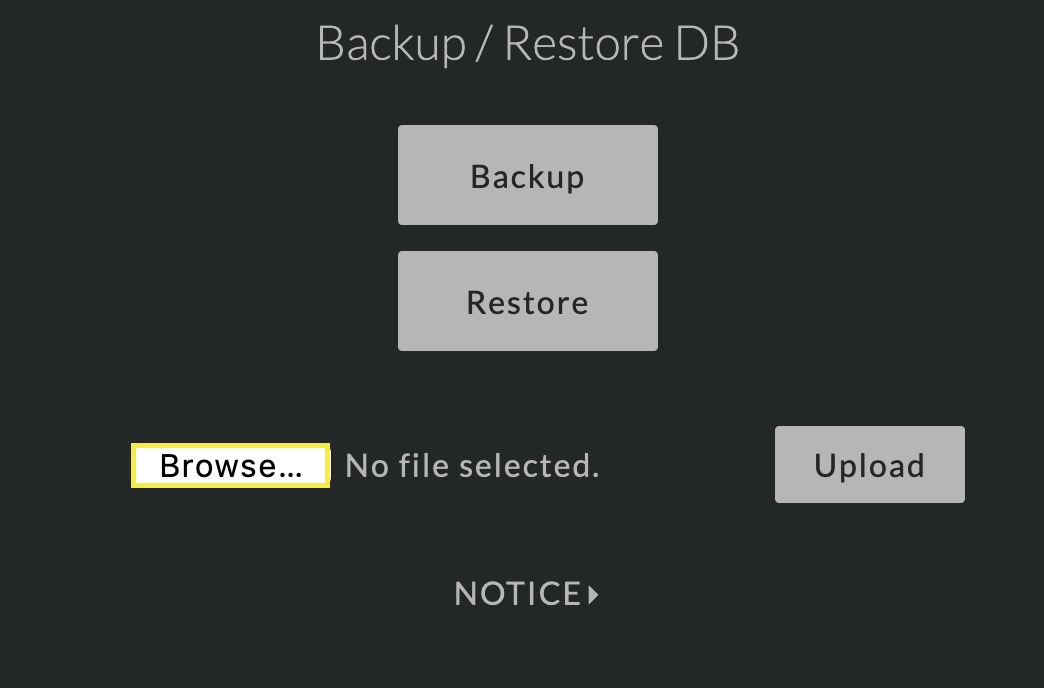 Backup / Restore DB
Backup
Restore
Browse... No file selected. Upload
NOTICE